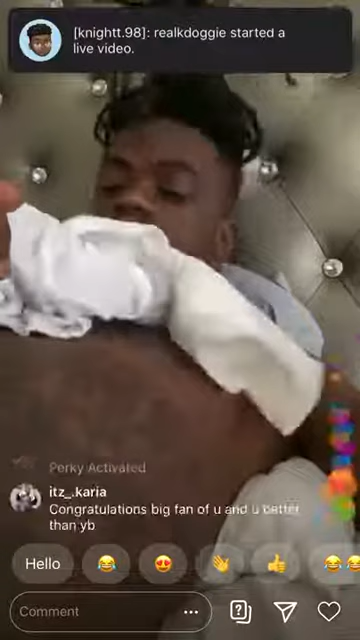 [knightt.98]: realkdoggie started a
live video.
Perky Activated
itz_.karia
Congratulations big fan of u and u better
than yb
Hello
Comment